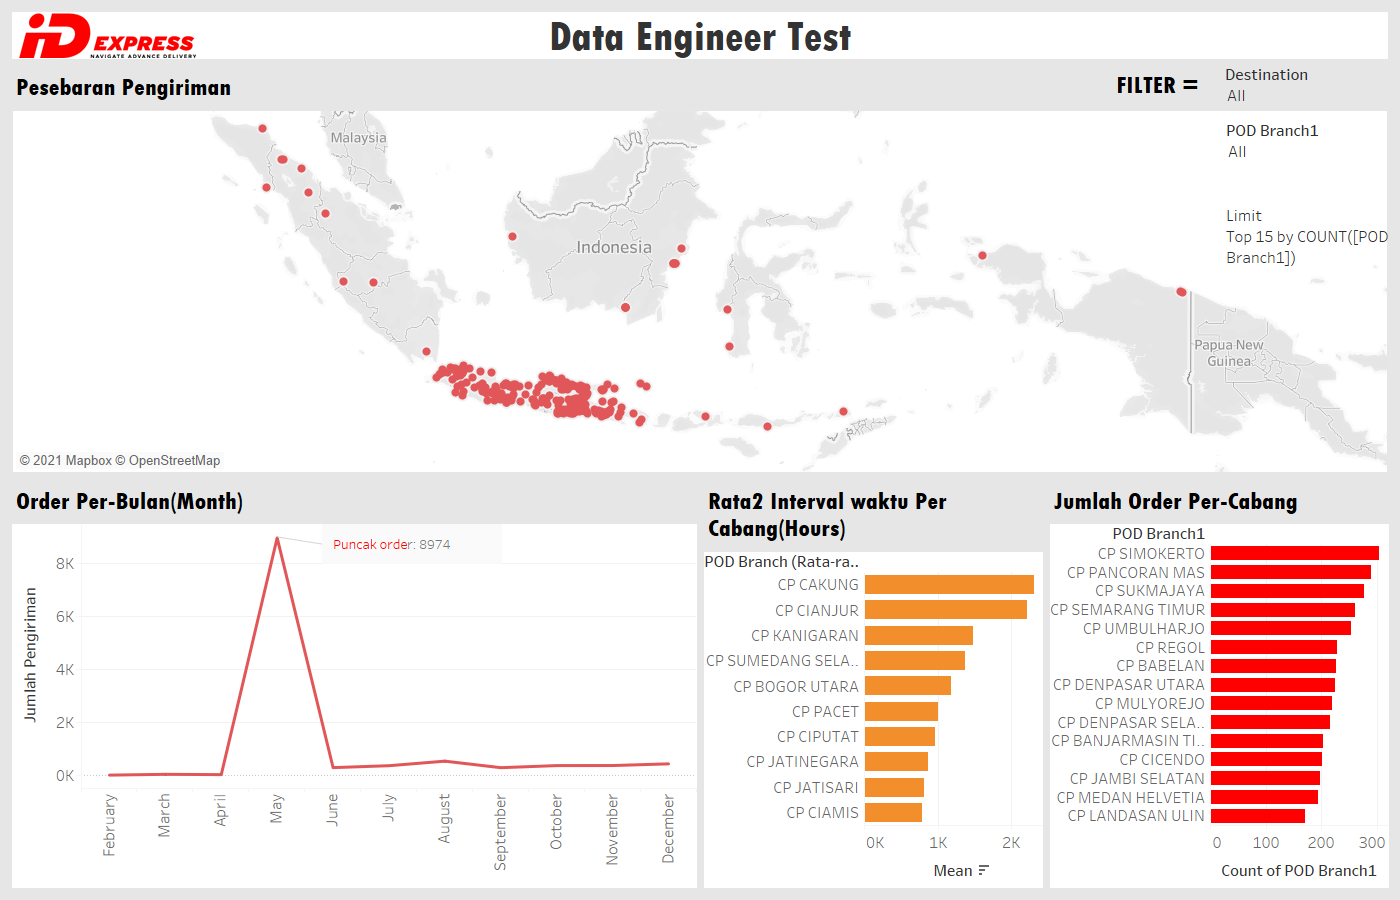 iD EXPRESS
NAVIGATE ADVANCE DELIVERY
Data Engineer Test
Pesebaran Pengiriman
FILTER =
Destination
All
POD Branch1
All
Limit
Top 15 by COUNT([POD
Branch1])
Malaysia
Indonesia
Papua New
Guinea
© 2021 Mapbox © OpenStreetMap
Order Per-Bulan(Month)
Puncak order: 8974
Jumlah Pengiriman
8K
6K
4K
2K
0K
February
March
April
May
June
July
August
September
October
November
December
Rata2 Interval waktu Per
Cabang(Hours)
POD Branch (Rata-ra..
CP CAKUNG
CP CIANJUR
CP KANIGARAN
CP SUMEDANG SELA..
CP BOGOR UTARA
CP PACET
CP CIPUTAT
CP JATINEGARA
CP JATISARI
CP CIAMIS
0K 1K 2K
Mean
Jumlah Order Per-Cabang
POD Branch1
CP SIMOKERTO
CP PANCORAN MAS
CP SUKMAJAYA
CP SEMARANG TIMUR
CP UMBULHARJO
CP REGOL
CP BABELAN
CP DENPASAR UTARA
CP MULYOREJO
CP DENPASAR SELA..
CP BANJARMASIN TI..
CP CICENDO
CP JAMBI SELATAN
CP MEDAN HELVETIA
CP LANDASAN ULIN
0 100 200 300
Count of POD Branch1